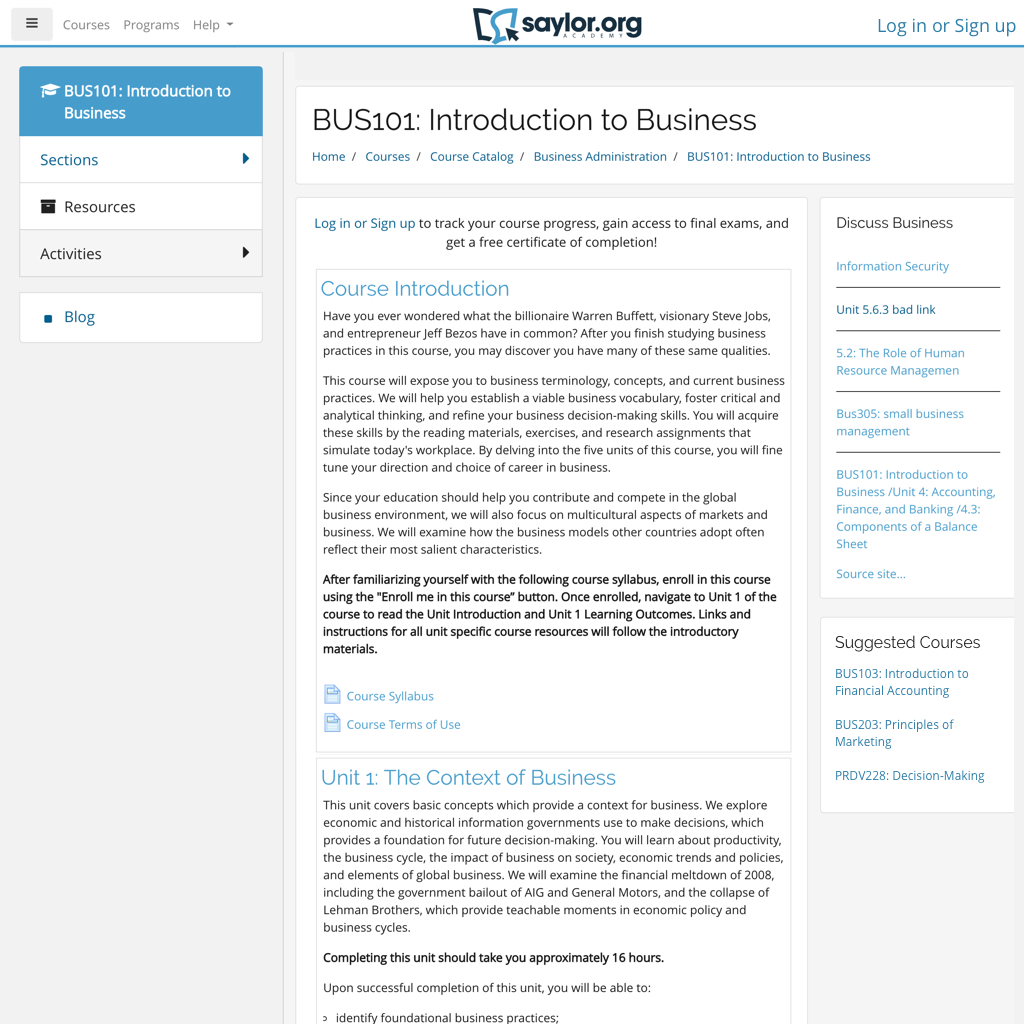 Courses Programs Help
saylor.org
ACADEMY
Log in or Sign up
BUS101: Introduction to
Business
Sections
Resources
Activities
Blog
BUS101: Introduction to Business
Home / Courses / Course Catalog / Business Administration / BUS101: Introduction to Business
Log in or Sign up to track your course progress, gain access to final exams, and
get a free certificate of completion!
Course Introduction
Have you ever wondered what the billionaire Warren Buffett, visionary Steve Jobs,
and entrepreneur Jeff Bezos have in common? After you finish studying business
practices in this course, you may discover you have many of these same qualities.
This course will expose you to business terminology, concepts, and current business
practices. We will help you establish a viable business vocabulary, foster critical and
analytical thinking, and refine your business decision-making skills. You will acquire
these skills by the reading materials, exercises, and research assignments that
simulate today's workplace. By delving into the five units of this course, you will fine
tune your direction and choice of career in business.
Since your education should help you contribute and compete in the global
business environment, we will also focus on multicultural aspects of markets and
business. We will examine how the business models other countries adopt often
reflect their most salient characteristics.
After familiarizing yourself with the following course syllabus, enroll in this course
using the "Enroll me in this course” button. Once enrolled, navigate to Unit 1 of the
course to read the Unit Introduction and Unit 1 Learning Outcomes. Links and
instructions for all unit specific course resources will follow the introductory
materials.
Course Syllabus
Course Terms of Use
Unit 1: The Context of Business
This unit covers basic concepts which provide a context for business. We explore
economic and historical information governments use to make decisions, which
provides a foundation for future decision-making. You will learn about productivity,
the business cycle, the impact of business on society, economic trends and policies,
and elements of global business. We will examine the financial meltdown of 2008,
including the government bailout of AIG and General Motors, and the collapse of
Lehman Brothers, which provide teachable moments in economic policy and
business cycles.
Completing this unit should take you approximately 16 hours.
Upon successful completion of this unit, you will be able to:
identify foundational business practices;
Discuss Business
Information Security
Unit 5.6.3 bad link
5.2: The Role of Human
Resource Managemen
Bus305: small business
management
BUS101: Introduction to
Business /Unit 4: Accounting,
Finance, and Banking /4.3:
Components of a Balance
Sheet
Source site...
Suggested Courses
BUS103: Introduction to
Financial Accounting
BUS203: Principles of
Marketing
PRDV228: Decision-Making